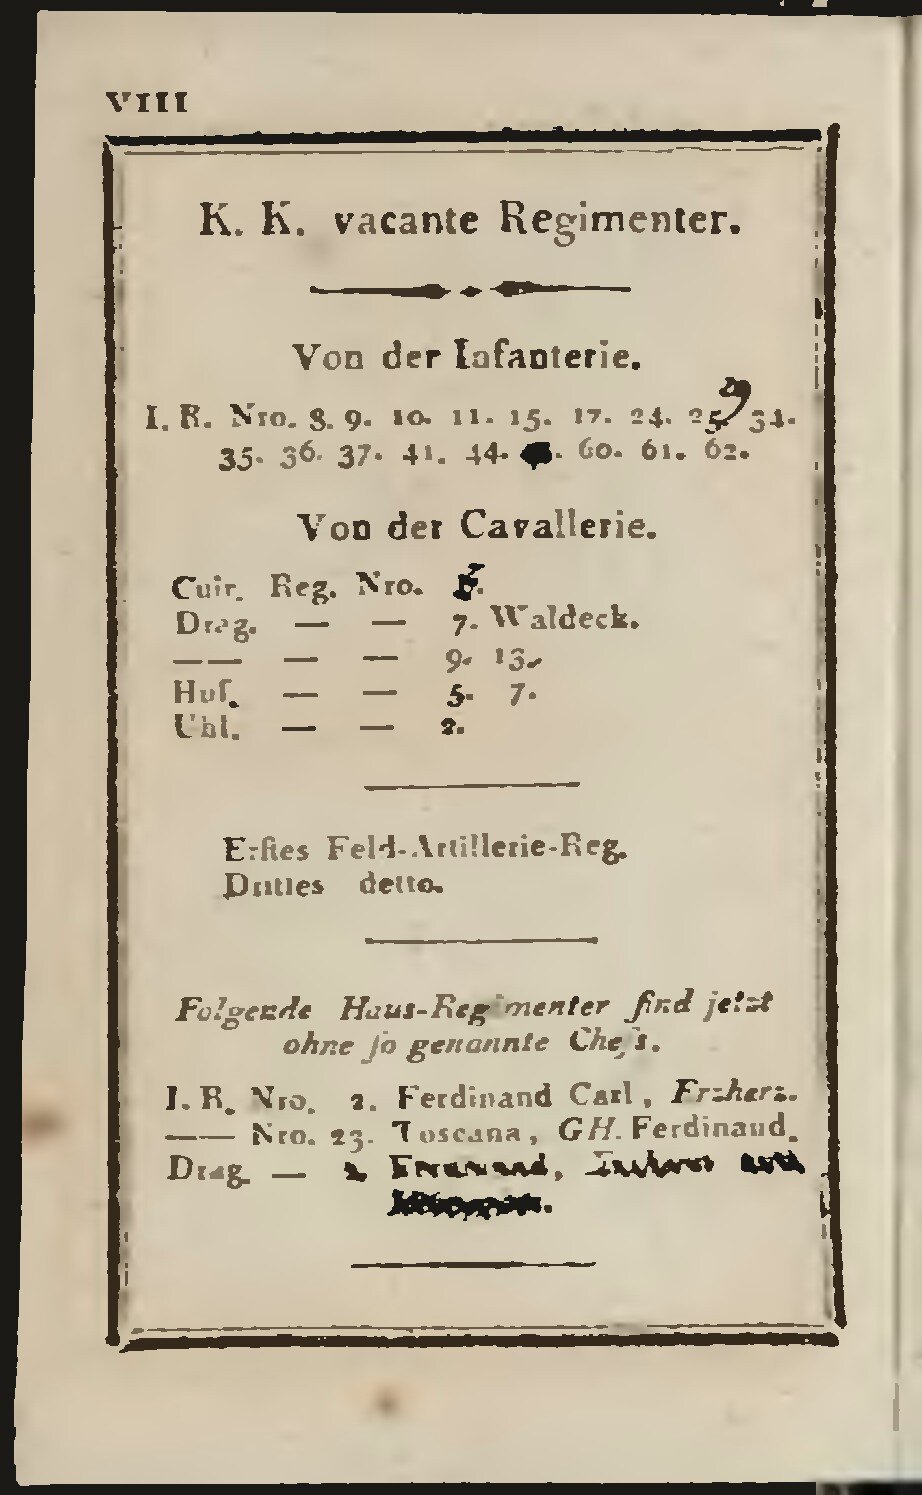 VIII
K. K. vacante Regimenter.
Von der Infanterie.
I. R. Nro. 8. 9. 10. 11. 15. 17. 24. 25. 34.
35. 36. 37. 41. 44. 60. 61. 62.
Von der Cavallerie.
Cuir. Reg. Nro.
Drag. — — 7. Waldeck.
—— — — 9. 13.
Huſ. — — 5. 7.
Uhl. — — 2.
Erſtes Feld-Artillerie-Reg.
Drittes detto.
Folgende Haus-Regimenter ſind jetzt
ohne ſo genannte Chefs.
I. R. Nro. 2. Ferdinand Carl, Erzherz.
—— Nro. 23. Toscana, GH. Ferdinand.
Drag. —